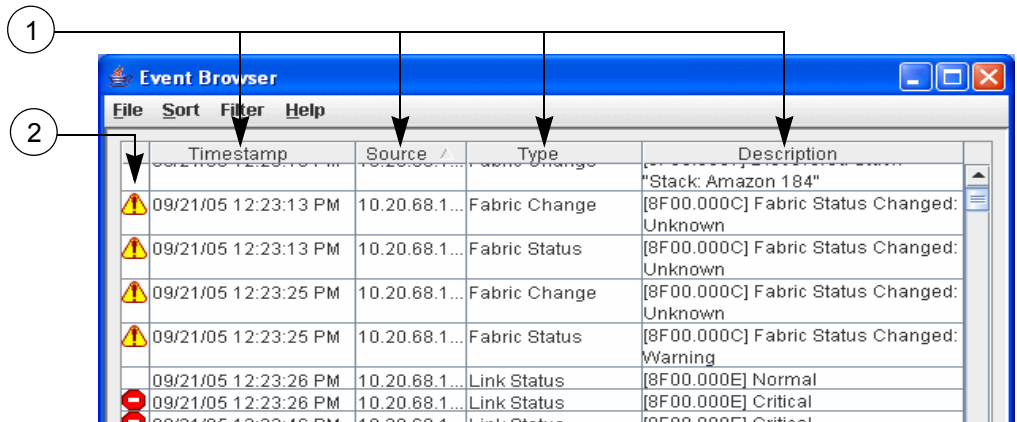 1
Event Browser
File Sort Filter Help
2
Timestamp Source Type Description
"Stack: Amazon 184"
09/21/05 12:23:13 PM 10.20.68.1... Fabric Change [8F00.000C] Fabric Status Changed:
Unknown
09/21/05 12:23:13 PM 10.20.68.1... Fabric Status [8F00.000C] Fabric Status Changed:
Unknown
09/21/05 12:23:25 PM 10.20.68.1... Fabric Change [8F00.000C] Fabric Status Changed:
Unknown
09/21/05 12:23:25 PM 10.20.68.1... Fabric Status [8F00.000C] Fabric Status Changed:
Warning
09/21/05 12:23:26 PM 10.20.68.1... Link Status [8F00.000E] Normal
09/21/05 12:23:26 PM 10.20.68.1... Link Status [8F00.000E] Critical